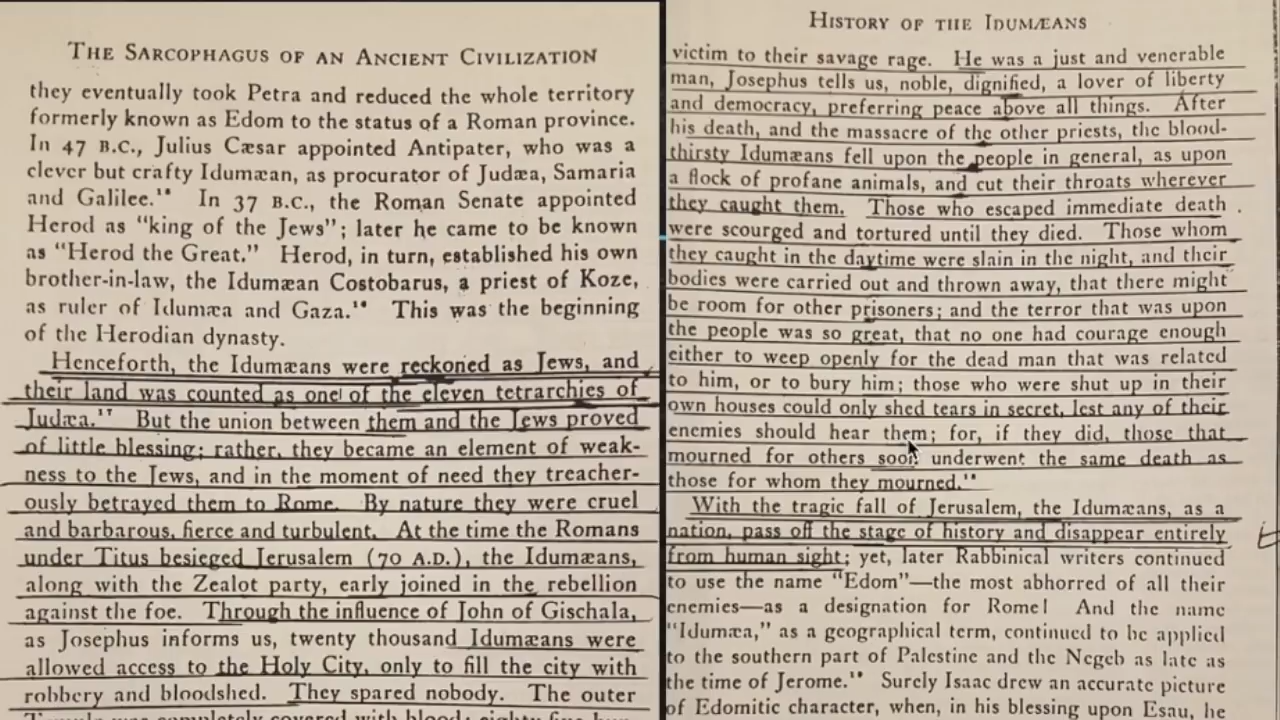 THE SARCOPHAGUS OF AN ANCIENT CIVILIZATION
they eventually took Petra and reduced the whole territory
formerly known as Edom to the status of a Roman province.
In 47 B.C., Julius Cæsar appointed Antipater, who was a
clever but crafty Idumæan, as procurator of Judæa, Samaria
and Galilee.¹⁵ In 37 B.C., the Roman Senate appointed
Herod as "king of the Jews"; later he came to be known
as "Herod the Great." Herod, in turn, established his own
brother-in-law, the Idumæan Costobarus, a priest of Koze,
as ruler of Idumæa and Gaza.¹⁶ This was the beginning
of the Herodian dynasty.
Henceforth, the Idumæans were reckoned as Jews, and
their land was counted as one of the eleven tetrarchies of
Judæa.¹⁷ But the union between them and the Jews proved
of little blessing; rather, they became an element of weak-
ness to the Jews, and in the moment of need they treacher-
ously betrayed them to Rome. By nature they were cruel
and barbarous, fierce and turbulent. At the time the Romans
under Titus besieged Jerusalem (70 A.D.), the Idumæans,
along with the Zealot party, early joined in the rebellion
against the foe. Through the influence of John of Gischala,
as Josephus informs us, twenty thousand Idumæans were
allowed access to the Holy City, only to fill the city with
robbery and bloodshed. They spared nobody. The outer
Temple was completely covered with blood; eighty-five hun-
HISTORY OF THE IDUMÆANS
victim to their savage rage. He was a just and venerable
man, Josephus tells us, noble, dignified, a lover of liberty
and democracy, preferring peace above all things. After
his death, and the massacre of the other priests, the blood-
thirsty Idumæans fell upon the people in general, as upon
a flock of profane animals, and cut their throats wherever
they caught them. Those who escaped immediate death
were scourged and tortured until they died. Those whom
they caught in the daytime were slain in the night, and their
bodies were carried out and thrown away, that there might
be room for other prisoners; and the terror that was upon
the people was so great, that no one had courage enough
either to weep openly for the dead man that was related
to him, or to bury him; those who were shut up in their
own houses could only shed tears in secret, lest any of their
enemies should hear them; for, if they did, those that
mourned for others soon underwent the same death as
those for whom they mourned."¹⁸
With the tragic fall of Jerusalem, the Idumæans, as a
nation, pass off the stage of history and disappear entirely
from human sight; yet, later Rabbinical writers continued
to use the name "Edom"—the most abhorred of all their
enemies—as a designation for Rome! And the name
"Idumæa," as a geographical term, continued to be applied
to the southern part of Palestine and the Negeb as late as
the time of Jerome.¹⁹ Surely Isaac drew an accurate picture
of Edomitic character, when, in his blessing upon Esau, he